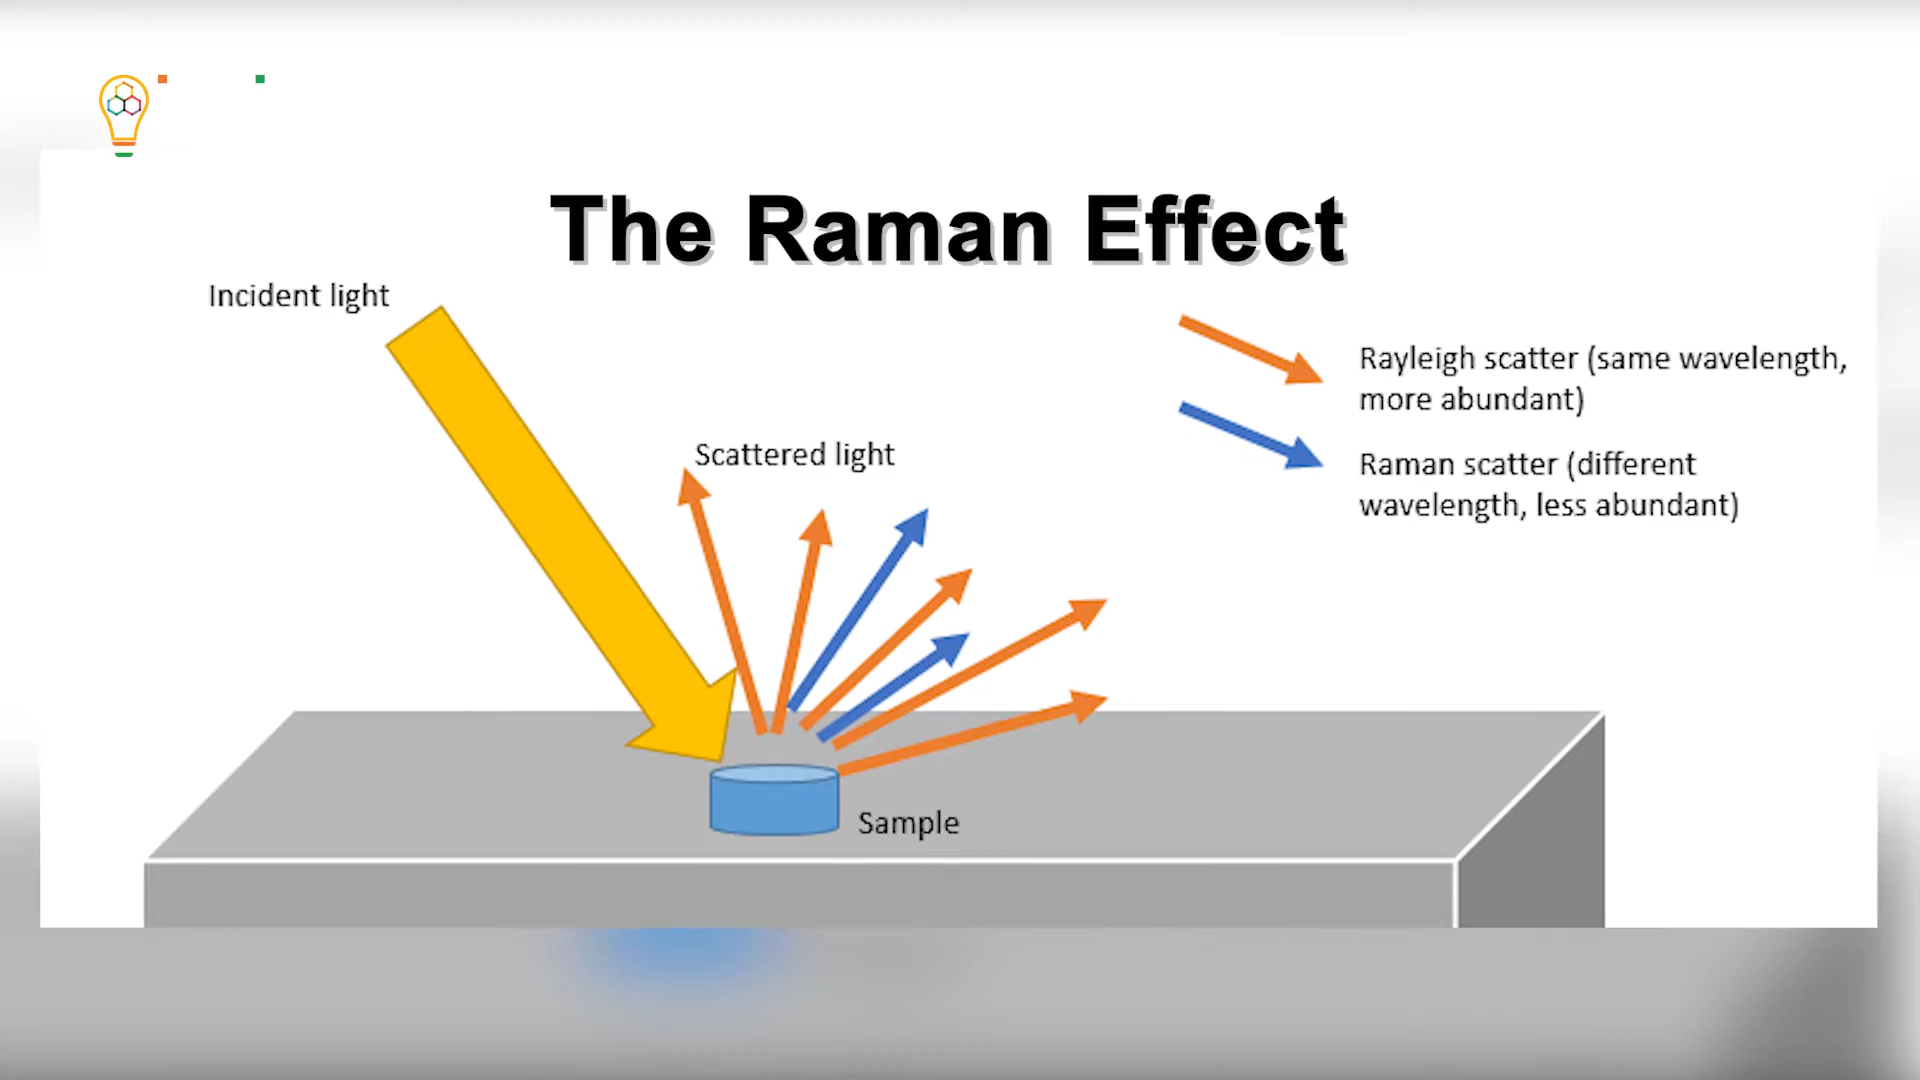 The Raman Effect
Incident light
Rayleigh scatter (same wavelength,
more abundant)
Scattered light
Raman scatter (different
wavelength, less abundant)
Sample